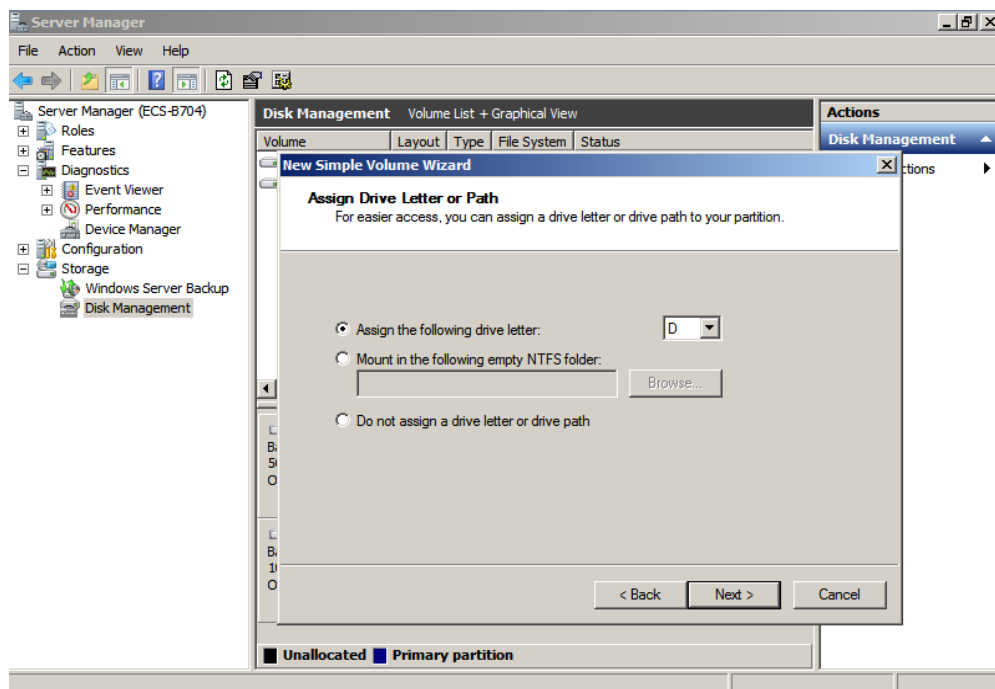 Server Manager
File Action View Help
Server Manager (ECS-B704)
Roles
Features
Diagnostics
Event Viewer
Performance
Device Manager
Configuration
Storage
Windows Server Backup
Disk Management
Disk Management Volume List + Graphical View
Volume Layout Type File System Status
New Simple Volume Wizard
Assign Drive Letter or Path
For easier access, you can assign a drive letter or drive path to your partition.
Assign the following drive letter: D
Mount in the following empty NTFS folder:
Browse...
Do not assign a drive letter or drive path
< Back Next > Cancel
Unallocated Primary partition
Actions
Disk Management